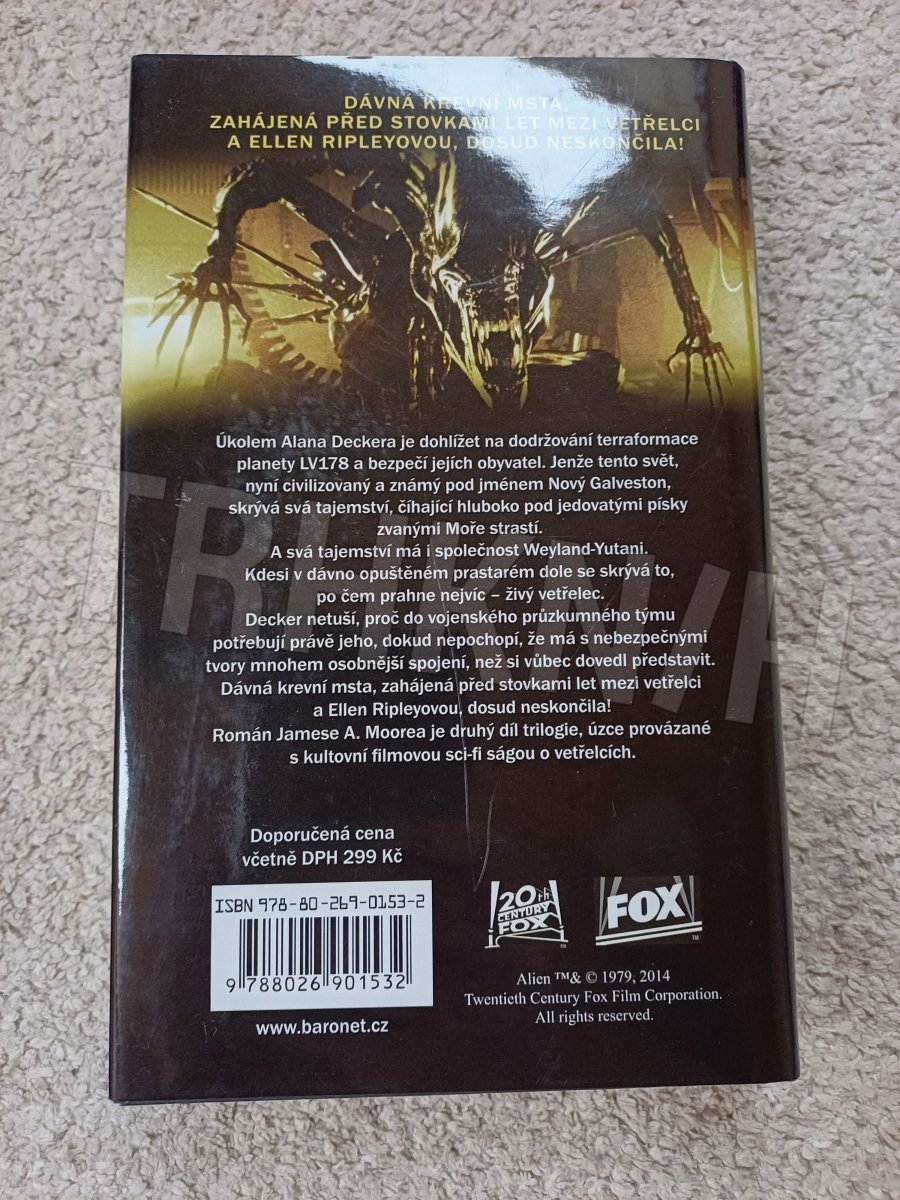 DÁVNÁ KREVNÍ MSTA,
ZAHÁJENÁ PŘED STOVKAMI LET MEZI VETŘELCI
A ELLEN RIPLEYOVOU, DOSUD NESKONČILA!
Úkolem Alana Deckera je dohlížet na dodržování terraformace
planety LV178 a bezpečí jejích obyvatel. Jenže tento svět,
nyní civilizovaný a známý pod jménem Nový Galveston,
skrývá svá tajemství, číhající hluboko pod jedovatými písky
zvanými Moře strastí.
A svá tajemství má i společnost Weyland-Yutani.
Kdesi v dávno opuštěném prastarém dole se skrývá to,
po čem prahne nejvíc – živý vetřelec.
Decker netuší, proč do vojenského průzkumného týmu
potřebují právě jeho, dokud nepochopí, že má s nebezpečnými
tvory mnohem osobnější spojení, než si vůbec dovedl představit.
Dávná krevní msta, zahájená před stovkami let mezi vetřelci
a Ellen Ripleyovou, dosud neskončila!
Román Jamese A. Moorea je druhý díl trilogie, úzce provázané
s kultovní filmovou sci-fi ságou o vetřelcích.
Doporučená cena
včetně DPH 299 Kč
ISBN 978-80-269-0153-2
9 788026 901532
www.baronet.cz
20th
CENTURY
FOX
TM
FOX
TM
Alien ™& © 1979, 2014
Twentieth Century Fox Film Corporation.
All rights reserved.
TRHKNIH